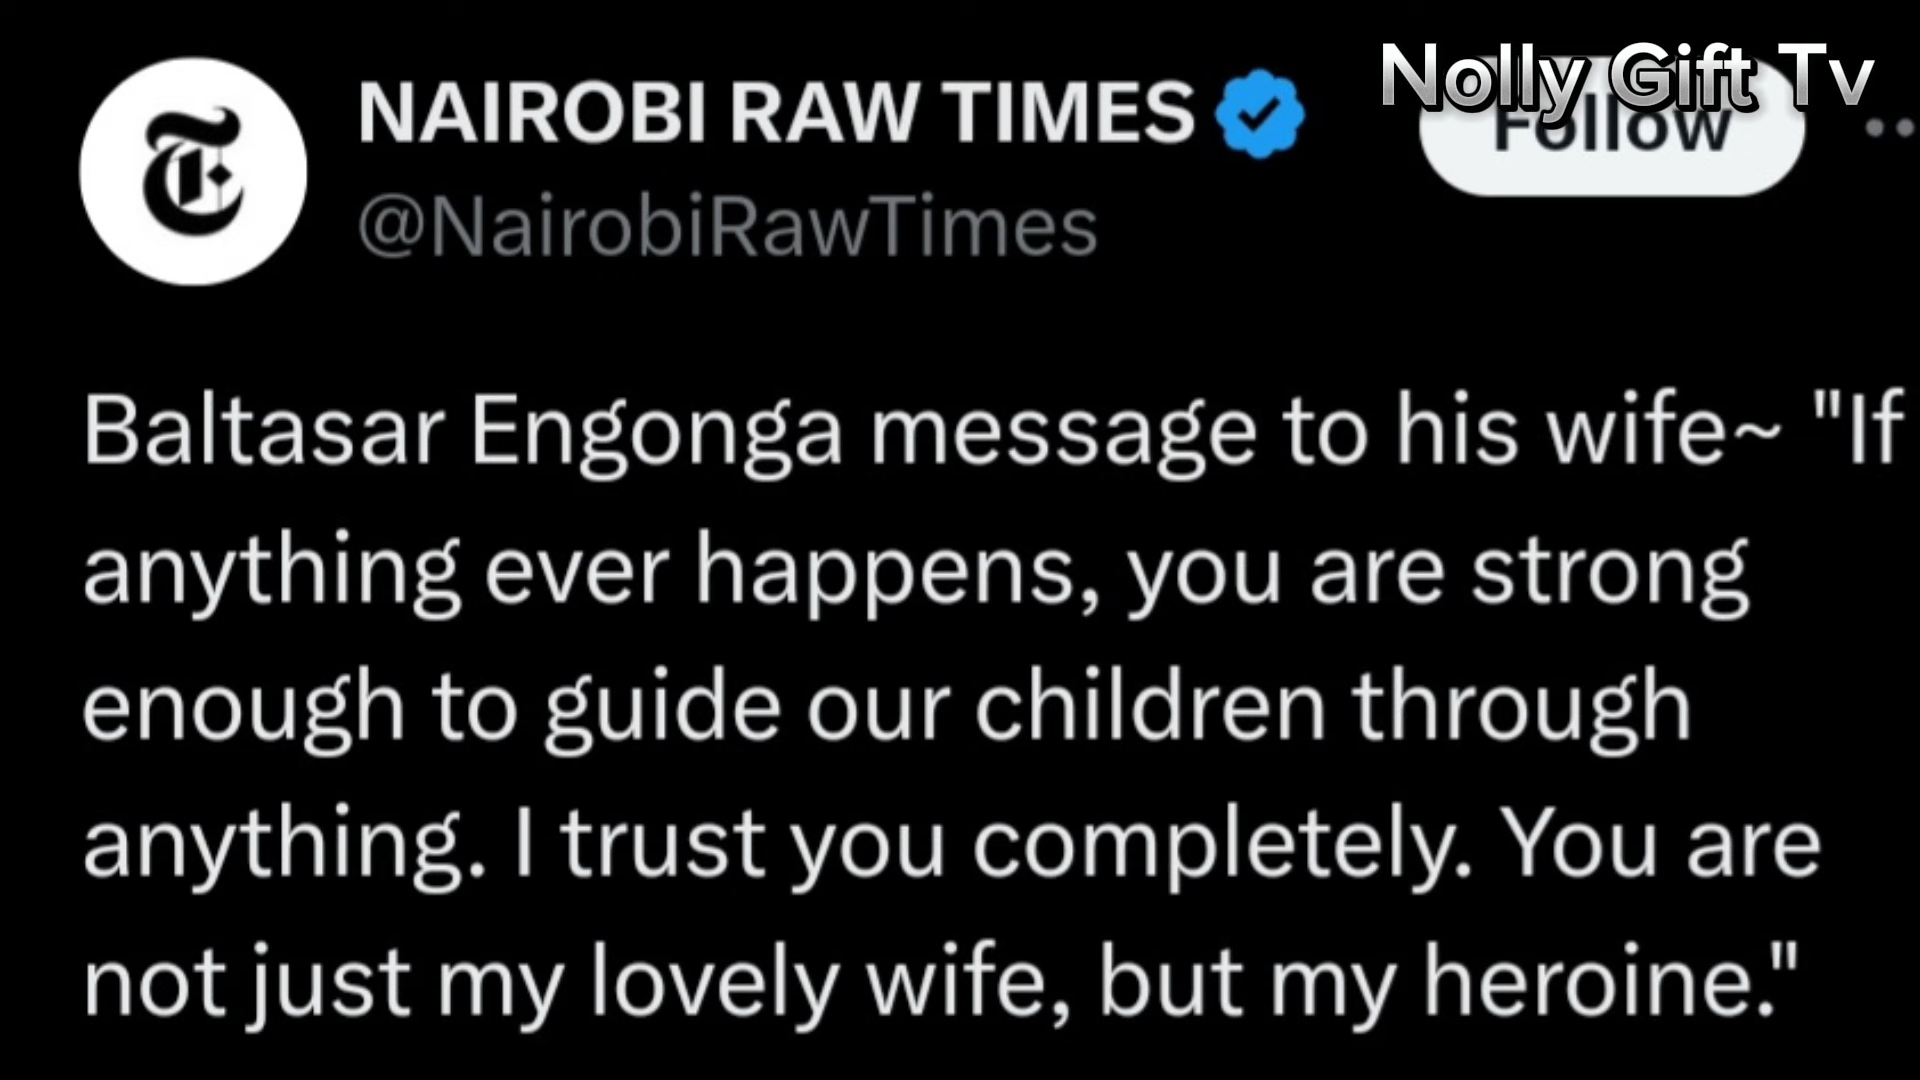 NAIROBI RAW TIMES
Nolly Gift Tv
Follow
@NairobiRawTimes
Baltasar Engonga message to his wife~ "If
anything ever happens, you are strong
enough to guide our children through
anything. I trust you completely. You are
not just my lovely wife, but my heroine."